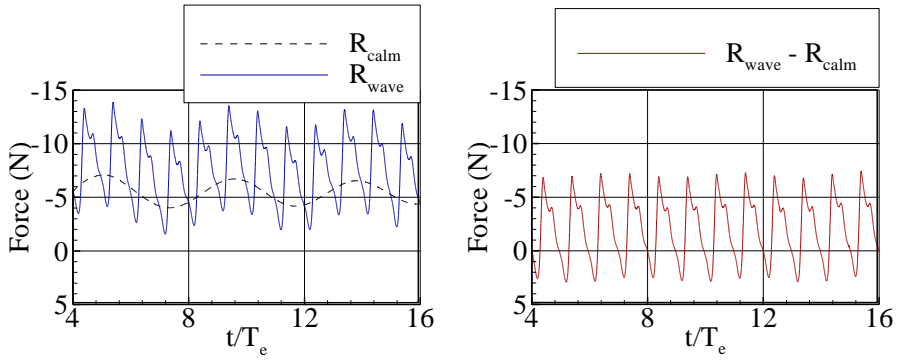 R_calm
R_wave
Force (N)
-15
-10
-5
0
5
4
8
12
16
t/T_e
R_wave - R_calm
Force (N)
-15
-10
-5
0
5
4
8
12
16
t/T_e